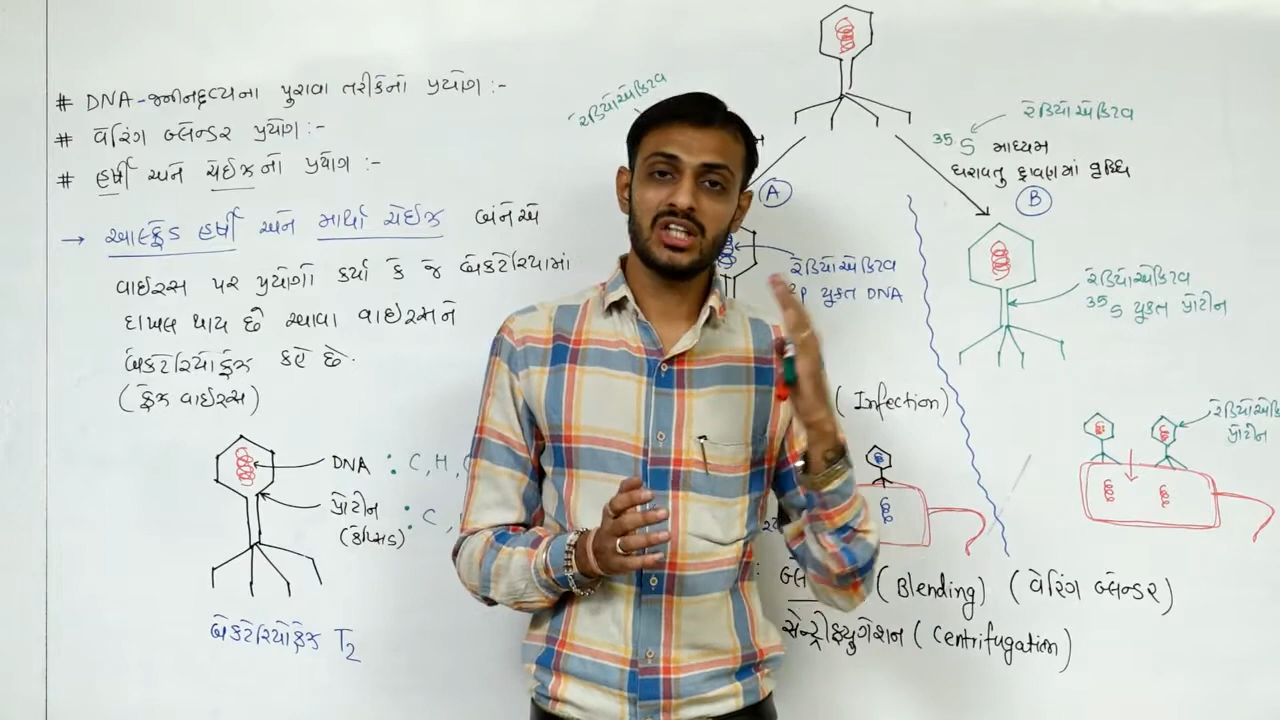 # DNA-જનીનદ્રવ્યના પુરાવા તરીકેનો પ્રયોગ :-
# વૅરિંગ બ્લેન્ડર પ્રયોગ :-
# હર્ષી અને ચેઈઝનો પ્રયોગ :-
→ આલ્ફ્રેડ હર્ષી અને માર્થા ચેઈઝ બંનેએ
વાઈરસ પર પ્રયોગો કર્યા કે જે બેક્ટેરિયામાં
દાખલ થાય છે આવા વાઈરસને
બેક્ટેરિયોફેઝ કહે છે.
(ફેઝ વાઈરસ)
DNA : C, H,
પ્રોટીન : C,
(કેપ્સિડ)
બેક્ટેરિયોફેઝ T2
રેડિયોએક્ટિવ
રેડિયોએક્ટિવ
35S માધ્યમ
ધરાવતુ દ્રાવણમાં વૃધ્ધિ
A
B
રેડિયોએક્ટિવ
P યુક્ત DNA
રેડિયોએક્ટિવ
35S યુક્ત પ્રોટીન
(Infection)
પ્રોટીન
(Blending) (વૅરિંગ બ્લેન્ડર)
સેન્ટ્રીફ્યુગેશન (Centrifugation)